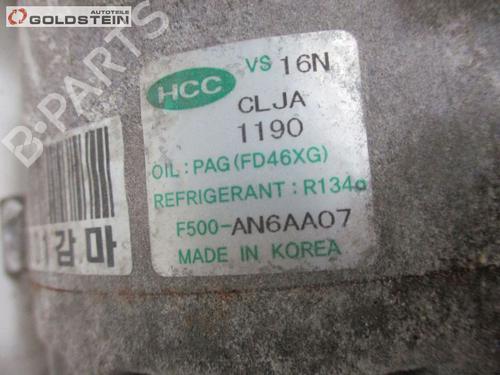 AUTOTEILE
GOLDSTEIN
B-PARTS
HCC VS 16N
CLJA
1190
OIL : PAG (FD46XG)
REFRIGERANT : R134a
F500-AN6AA07
MADE IN KOREA
감마